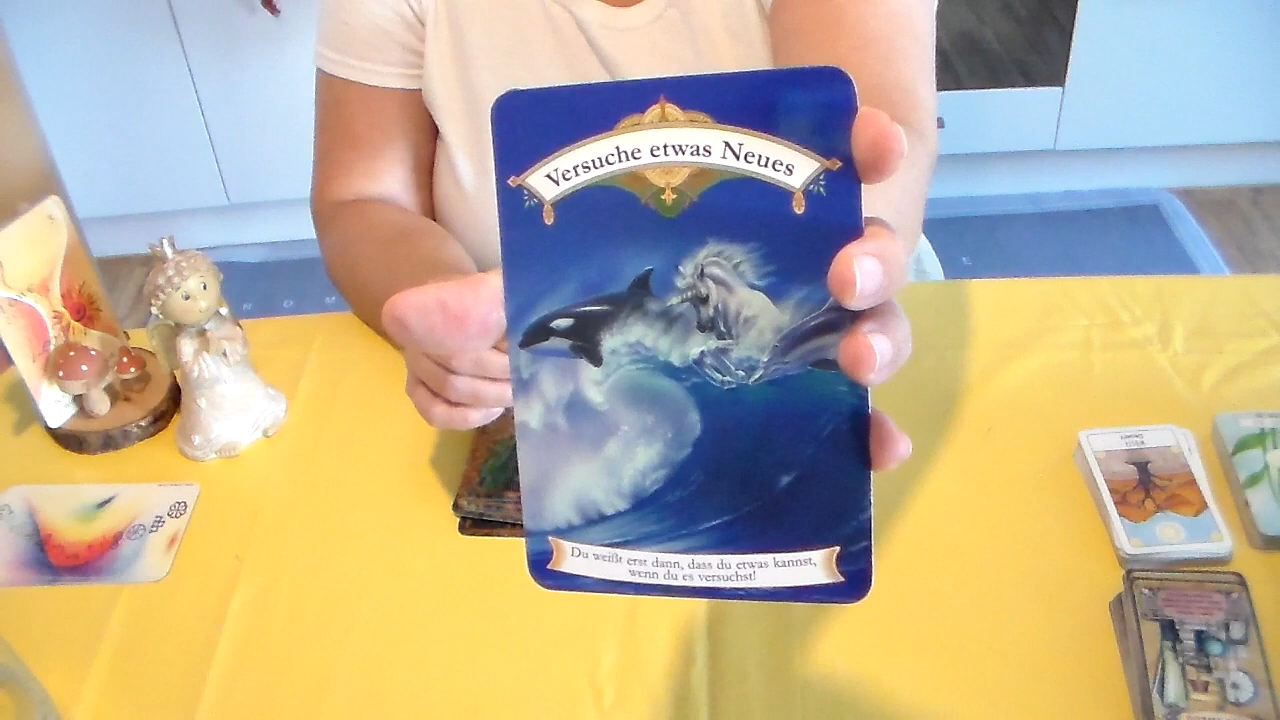 Versuche etwas Neues
Du weißt erst dann, dass du etwas kannst,
wenn du es versuchst!